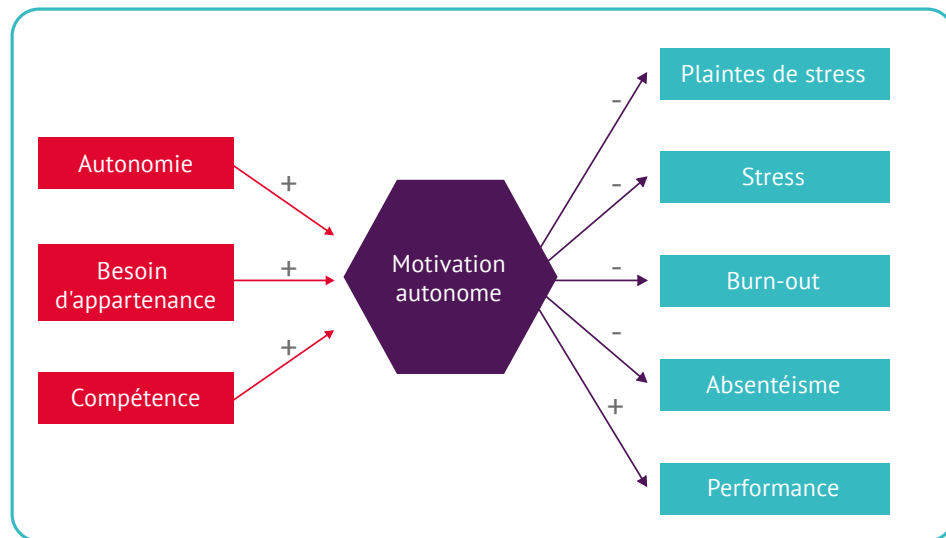 Autonomie
Besoin
d'appartenance
Compétence
+
+
+
Motivation
autonome
-
-
-
-
+
Plaintes de stress
Stress
Burn-out
Absentéisme
Performance